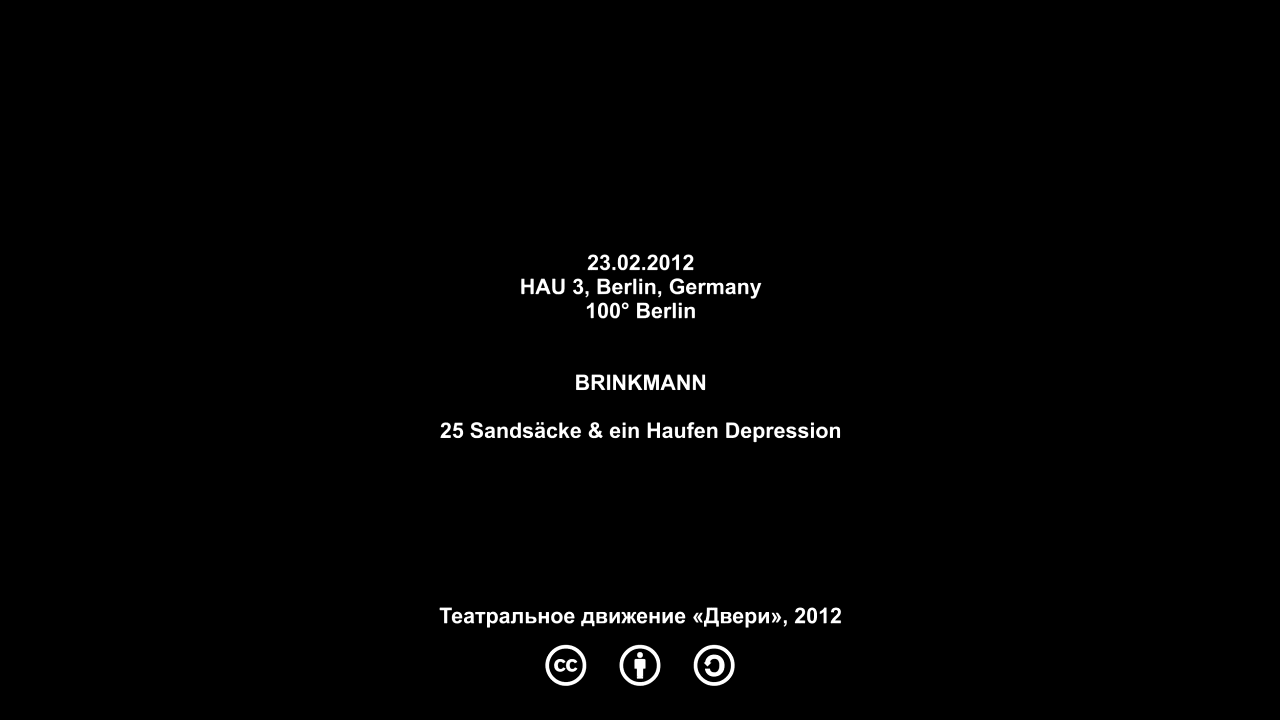 23.02.2012
HAU 3, Berlin, Germany
100° Berlin
BRINKMANN
25 Sandsäcke & ein Haufen Depression
Театральное движение «Двери», 2012
cc